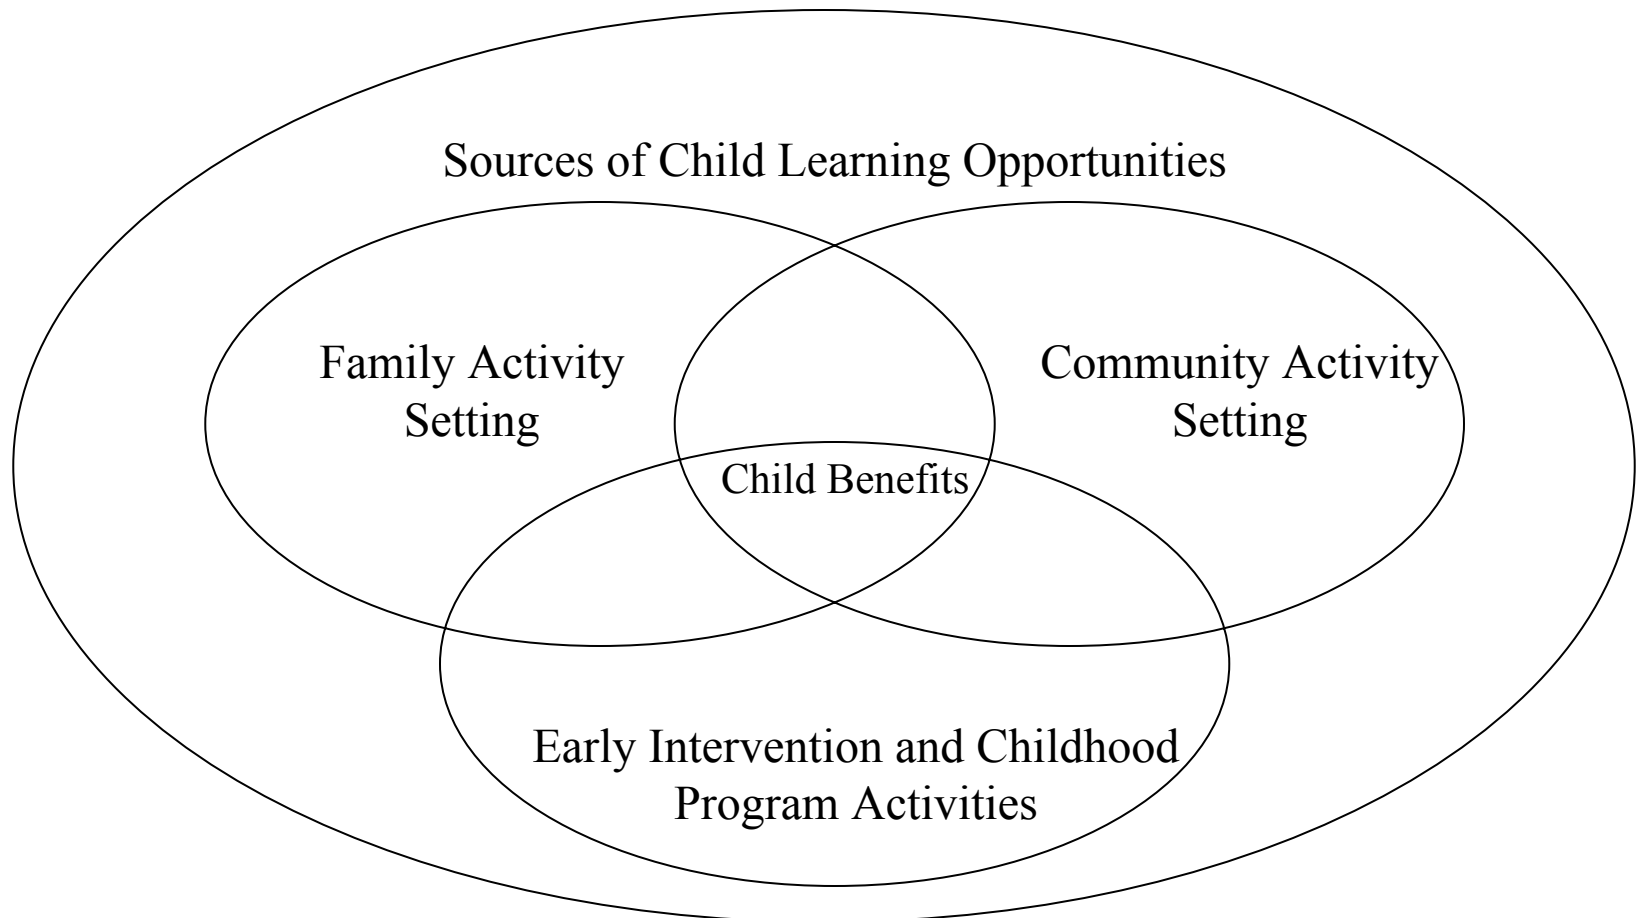 Sources of Child Learning Opportunities
Family Activity
Setting
Community Activity
Setting
Child Benefits
Early Intervention and Childhood
Program Activities